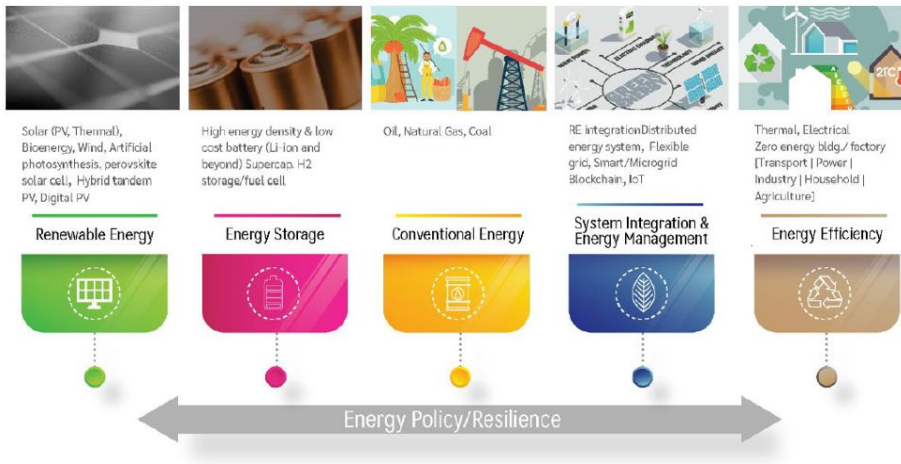 Solar (PV, Thermal),
Bioenergy, Wind, Artificial
photosynthesis, perovskite
solar cell, Hybrid tandem
PV, Digital PV
Renewable Energy
High energy density & low
cost battery (Li-ion and
beyond) Supercap. H2
storage/fuel cell
Energy Storage
Oil, Natural Gas, Coal
Conventional Energy
RE integrationDistributed
energy system, Flexible
grid, Smart/Microgrid
Blockchain, IoT
System Integration &
Energy Management
21°C
Thermal, Electrical
Zero energy bldg./ factory
[Transport | Power |
Industry | Household |
Agriculture]
Energy Efficiency
Energy Policy/Resilience